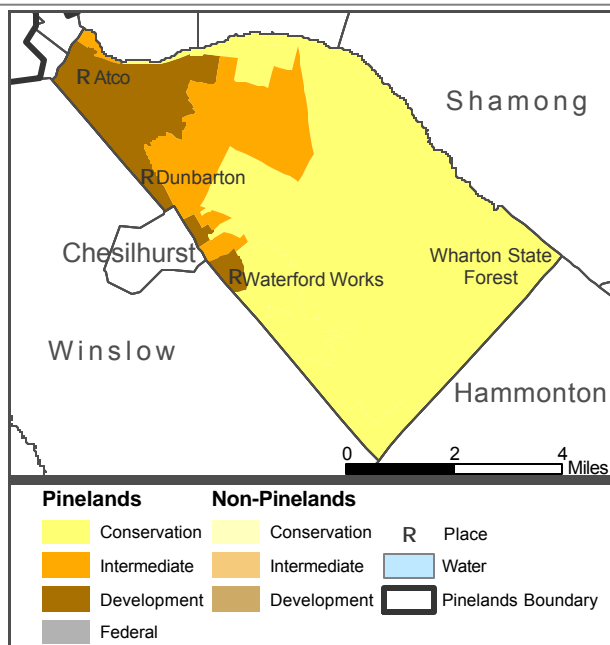 R Atco
Shamong
R Dunbarton
Chesilhurst
Wharton State
Forest
R Waterford Works
Winslow
Hammonton
0 2 4
Miles
Pinelands Non-Pinelands
Conservation Conservation R Place
Intermediate Intermediate Water
Development Development Pinelands Boundary
Federal